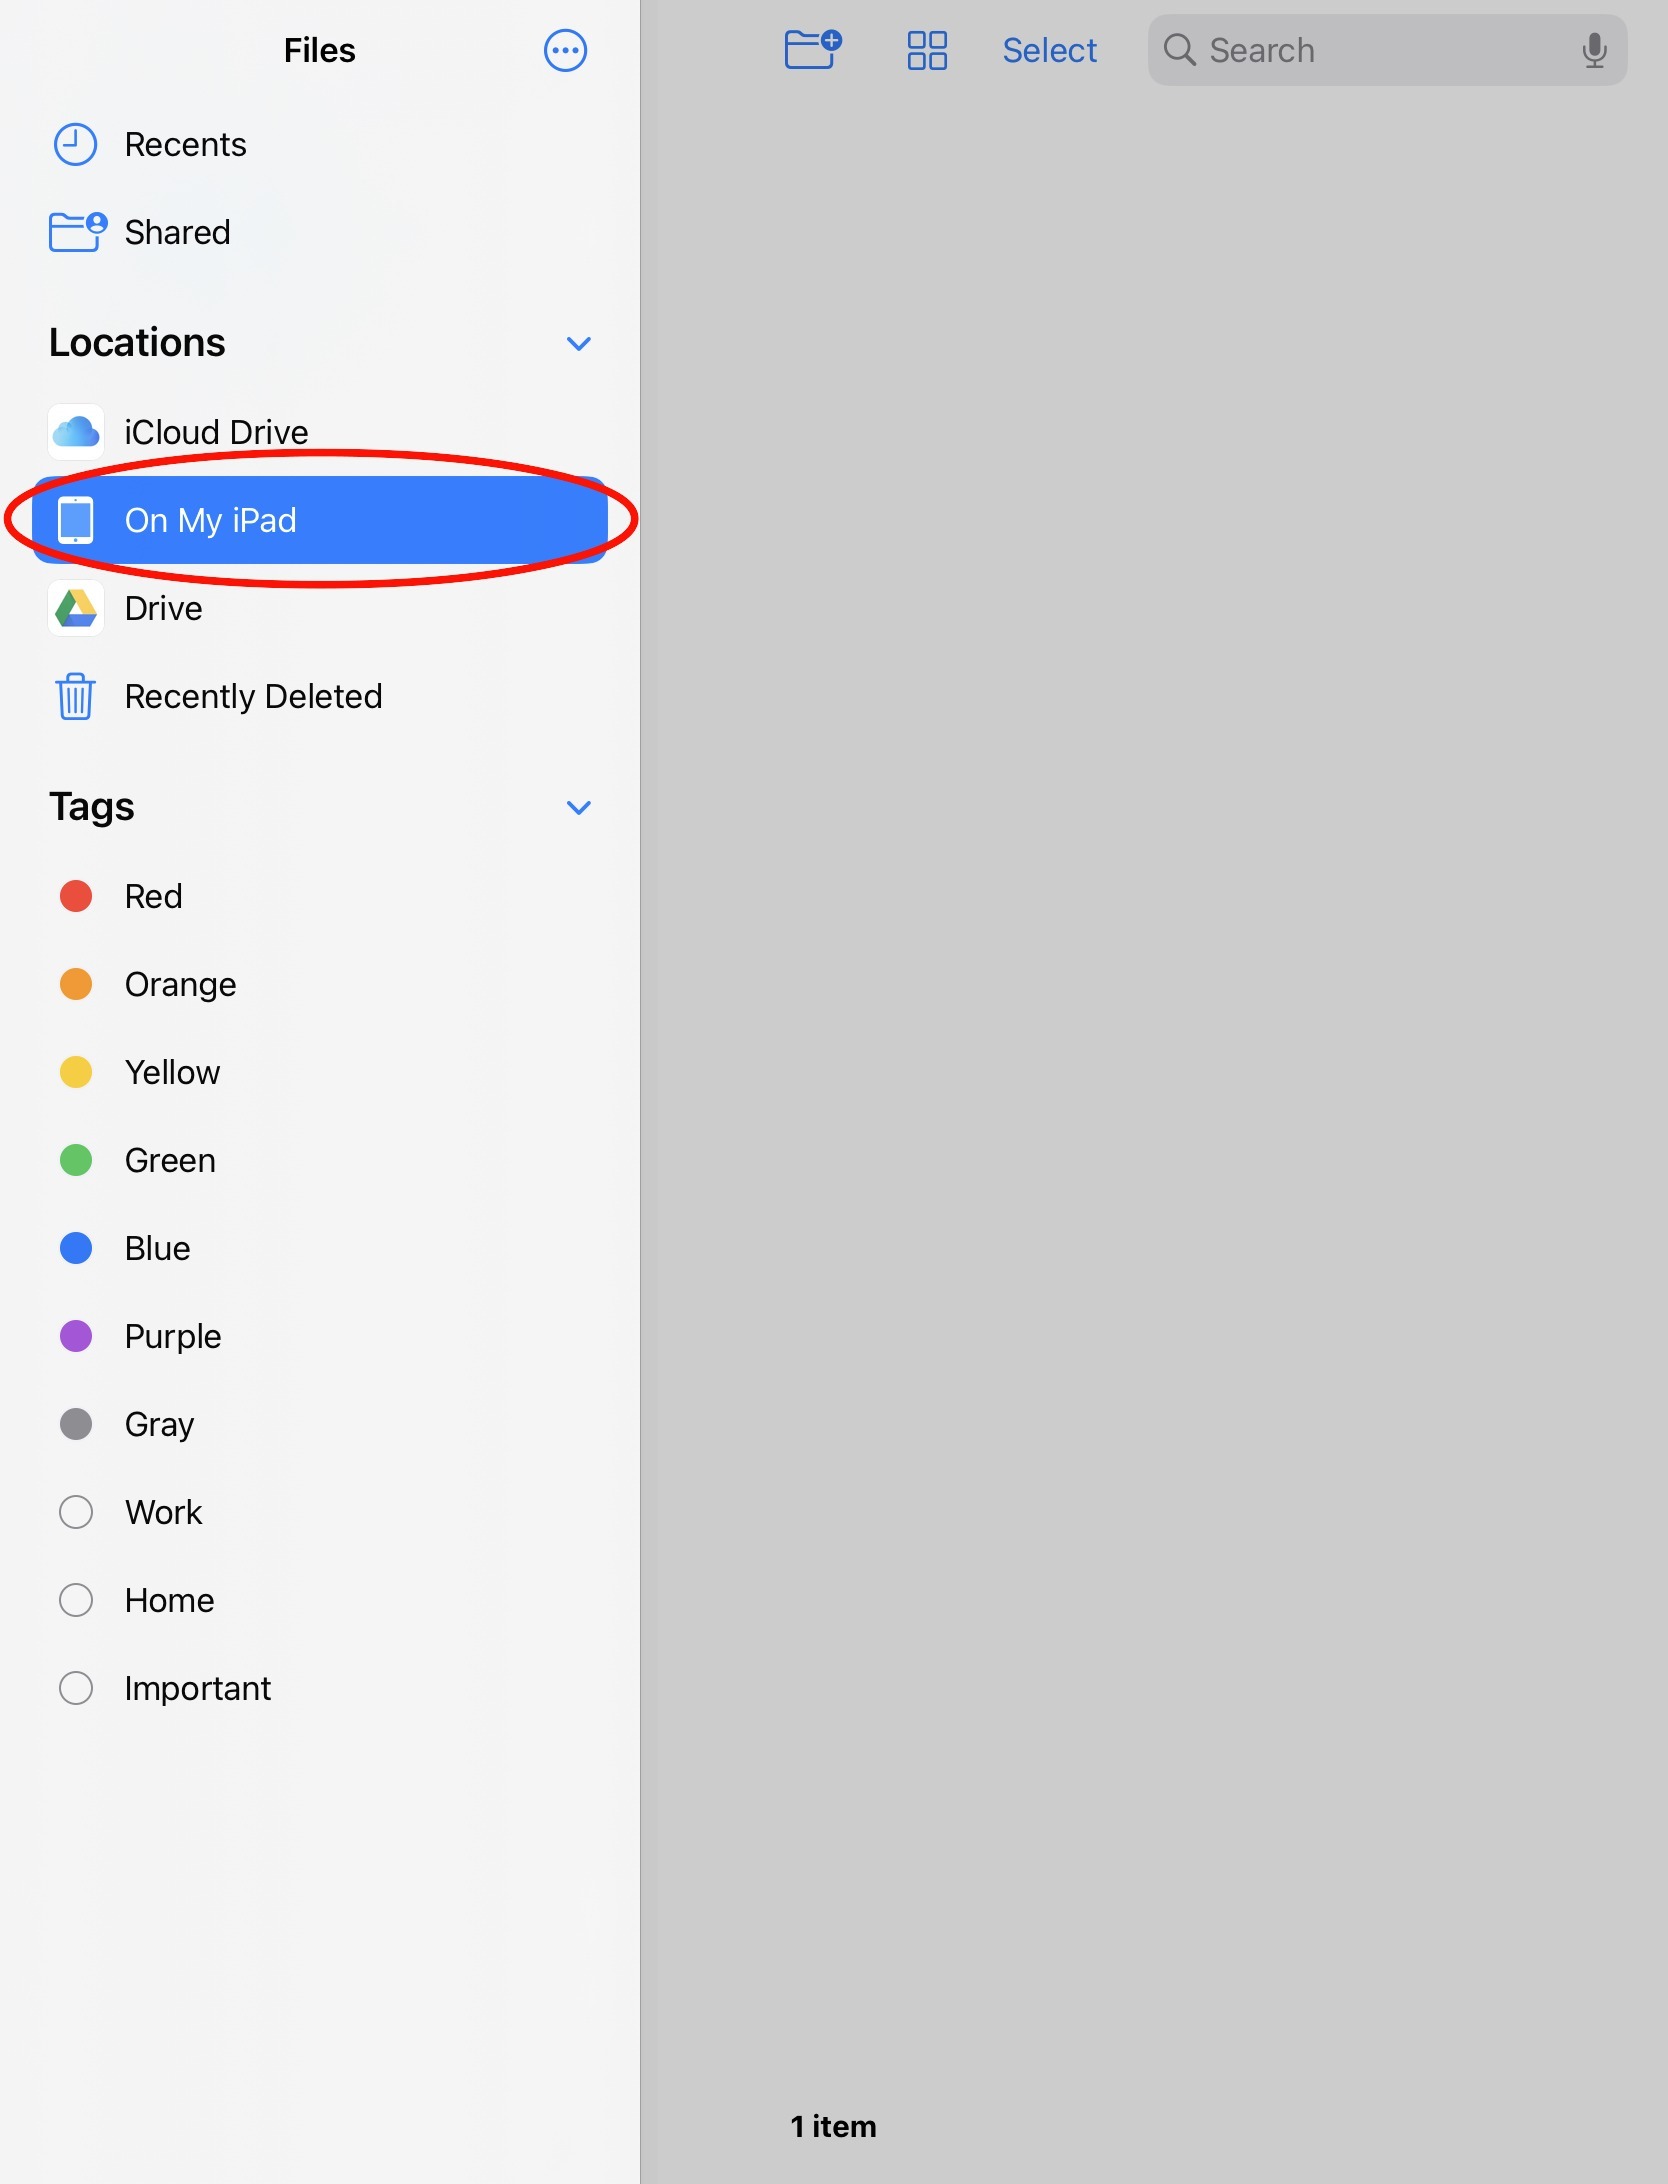 Files
Select
Search
Recents
Shared
Locations
iCloud Drive
On My iPad
Drive
Recently Deleted
Tags
Red
Orange
Yellow
Green
Blue
Purple
Gray
Work
Home
Important
1 item